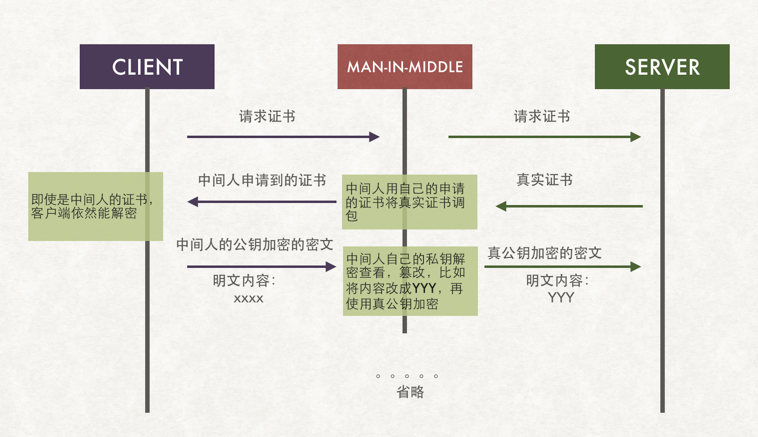 CLIENT
MAN-IN-MIDDLE
SERVER
请求证书
请求证书
中间人申请到的证书
真实证书
即使是中间人的证书，
客户端依然能解密
中间人用自己的申请
的证书将真实证书调
包
中间人的公钥加密的密文
真公钥加密的密文
明文内容：
xxxx
中间人自己的私钥解
密查看，篡改，比如
将内容改成YYY，再
使用真公钥加密
明文内容：
YYY
。。。。。
省略